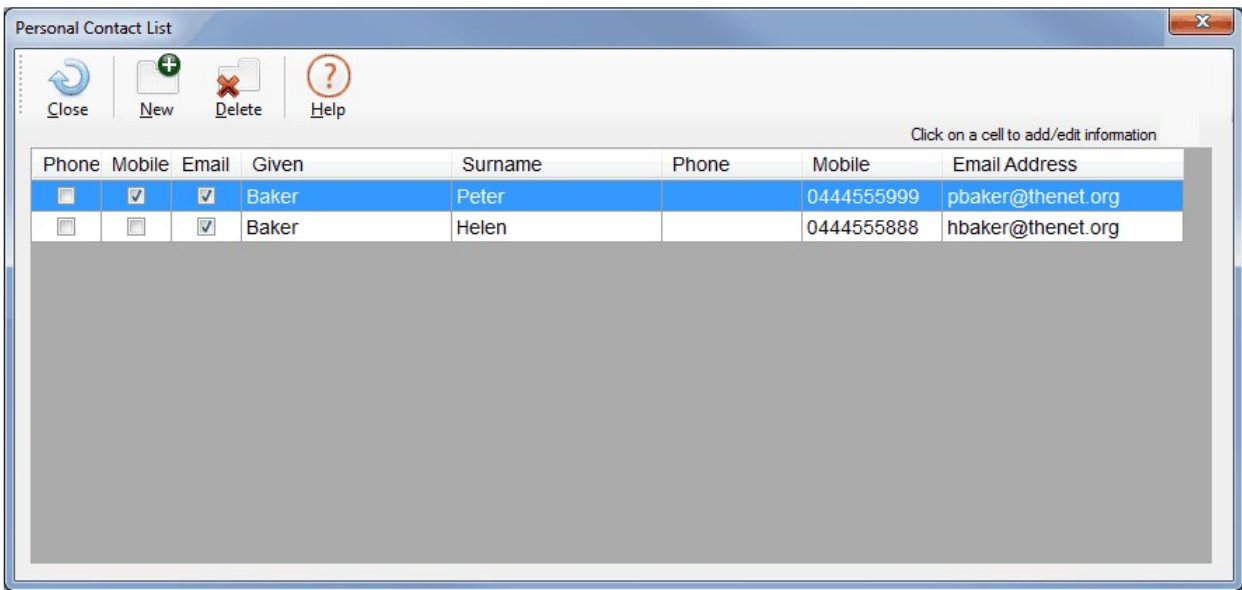 Personal Contact List
Close New Delete Help
Click on a cell to add/edit information
Phone Mobile Email Given Surname Phone Mobile Email Address
Baker Peter 0444555999 pbaker@thenet.org
Baker Helen 0444555888 hbaker@thenet.org